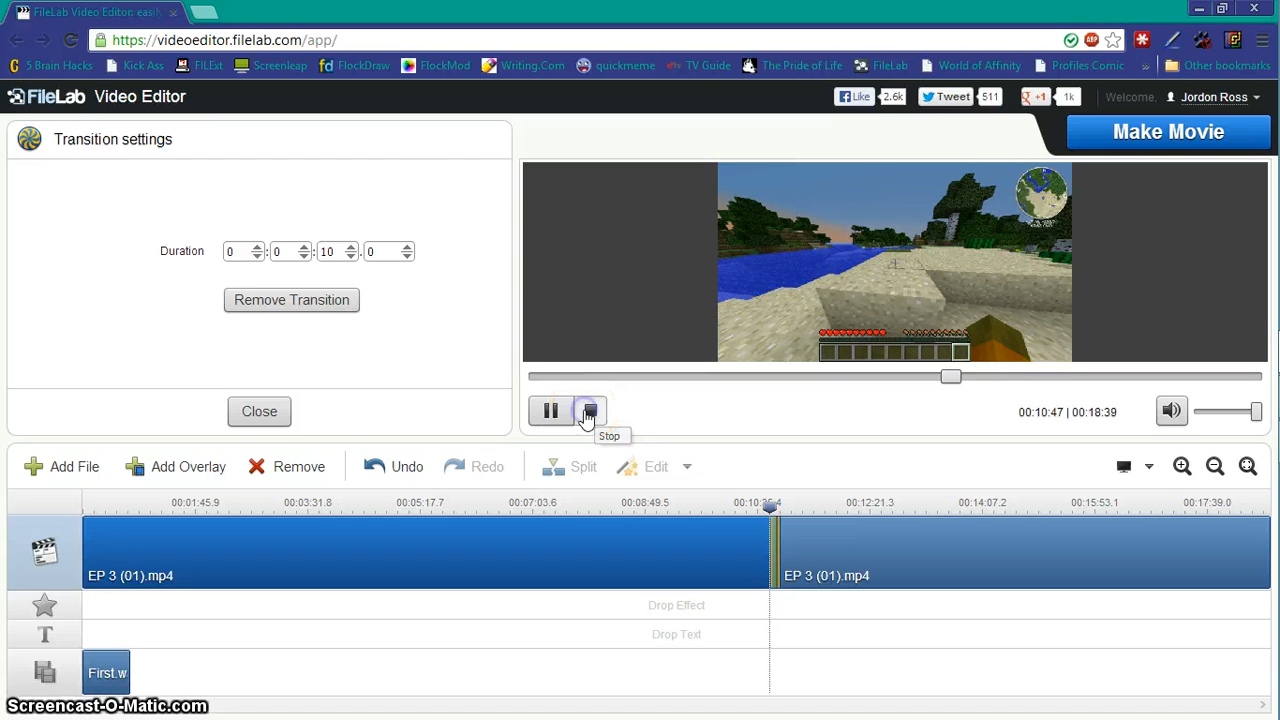 FileLab Video Editor: easil
https://videoeditor.filelab.com/app/
ABP
5 Brain Hacks Kick Ass FILExt Screenleap FlockDraw FlockMod Writing.Com quickmeme TV Guide The Pride of Life FileLab World of Affinity Profiles Comic » Other bookmarks
FileLab Video Editor
Like 2.6k Tweet 511 +1 1k Welcome, Jordon Ross
Make Movie
Transition settings
Duration 0 : 0 : 10 . 0
Remove Transition
Close
00:10:47 | 00:18:39
Stop
Add File Add Overlay Remove Undo Redo Split Edit
00:01:45.9 00:03:31.8 00:05:17.7 00:07:03.6 00:08:49.5 00:12:21.3 00:14:07.2 00:15:53.1 00:17:39.0
EP 3 (01).mp4 EP 3 (01).mp4
Drop Effect
T Drop Text
First.w
Screencast-O-Matic.com